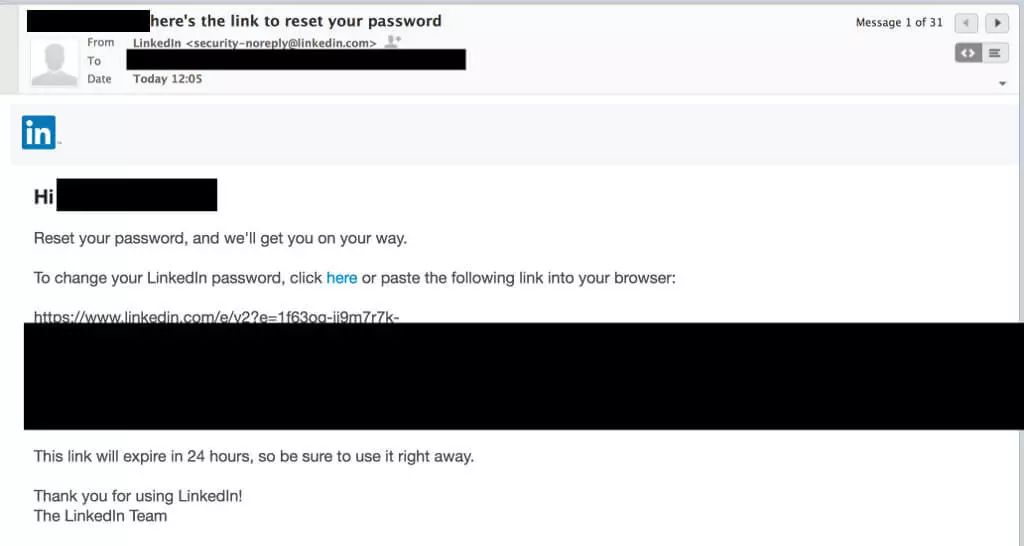 here's the link to reset your password
Message 1 of 31
From LinkedIn <security-noreply@linkedin.com>
To
Date Today 12:05
in
Hi
Reset your password, and we'll get you on your way.
To change your LinkedIn password, click here or paste the following link into your browser:
https://www.linkedin.com/e/v2?e=1f63og-ij9m7r7k-
This link will expire in 24 hours, so be sure to use it right away.
Thank you for using LinkedIn!
The LinkedIn Team